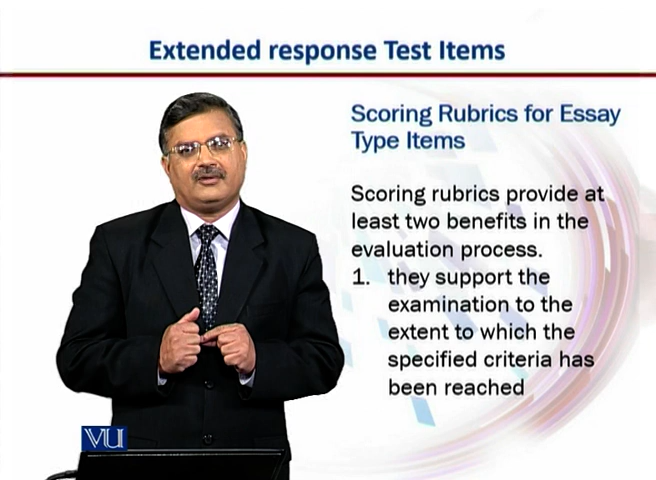 Extended response Test Items
Scoring Rubrics for Essay
Type Items
Scoring rubrics provide at
least two benefits in the
evaluation process.
1. they support the
examination to the
extent to which the
specified criteria has
been reached
VU